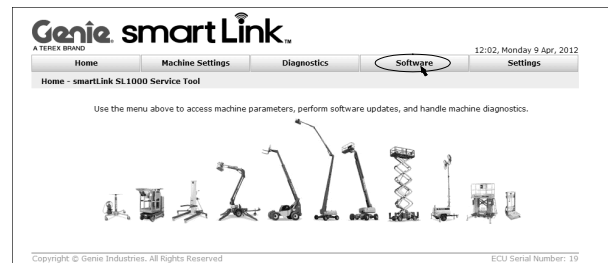 Genie. smart Link™
A TEREX BRAND
12:02, Monday 9 Apr, 2012
Home Machine Settings Diagnostics Software Settings
Home - smartLink SL1000 Service Tool
Use the menu above to access machine parameters, perform software updates, and handle machine diagnostics.
Copyright © Genie Industries. All Rights Reserved ECU Serial Number: 19